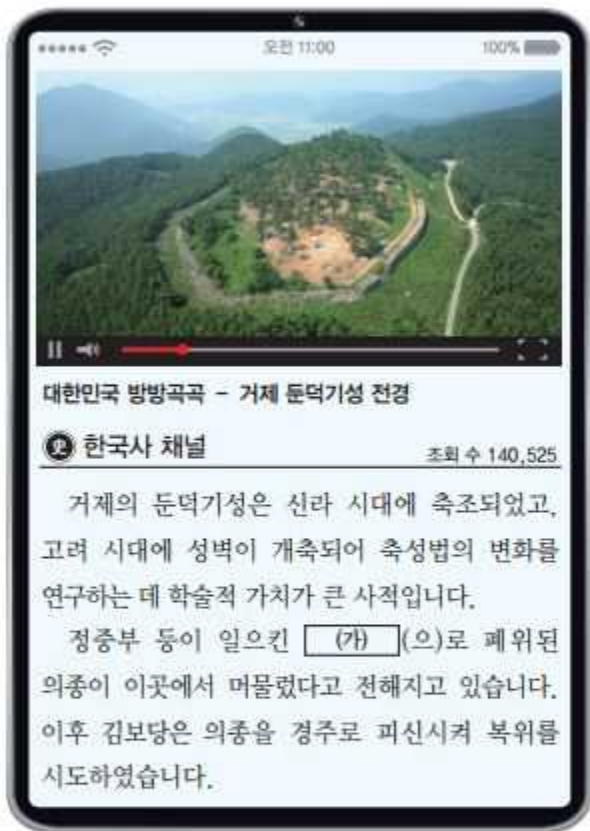 오전 11:00 100%
대한민국 방방곡곡 - 거제 둔덕기성 전경
史 한국사 채널 조회 수 140,525
거제의 둔덕기성은 신라 시대에 축조되었고,
고려 시대에 성벽이 개축되어 축성법의 변화를
연구하는 데 학술적 가치가 큰 사적입니다.
정중부 등이 일으킨 (가) (으)로 폐위된
의종이 이곳에서 머물렀다고 전해지고 있습니다.
이후 김보당은 의종을 경주로 피신시켜 복위를
시도하였습니다.